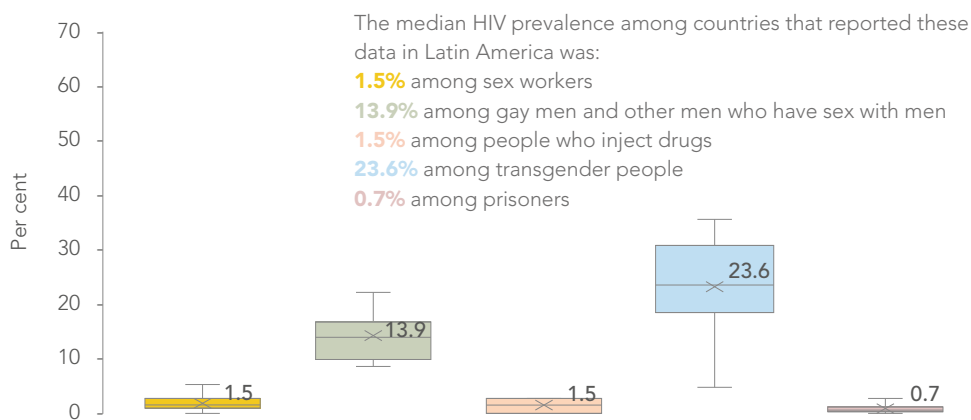 The median HIV prevalence among countries that reported these
data in Latin America was:
1.5% among sex workers
13.9% among gay men and other men who have sex with men
1.5% among people who inject drugs
23.6% among transgender people
0.7% among prisoners
Per cent
70
60
50
40
30
20
10
0
1.5
13.9
1.5
23.6
0.7